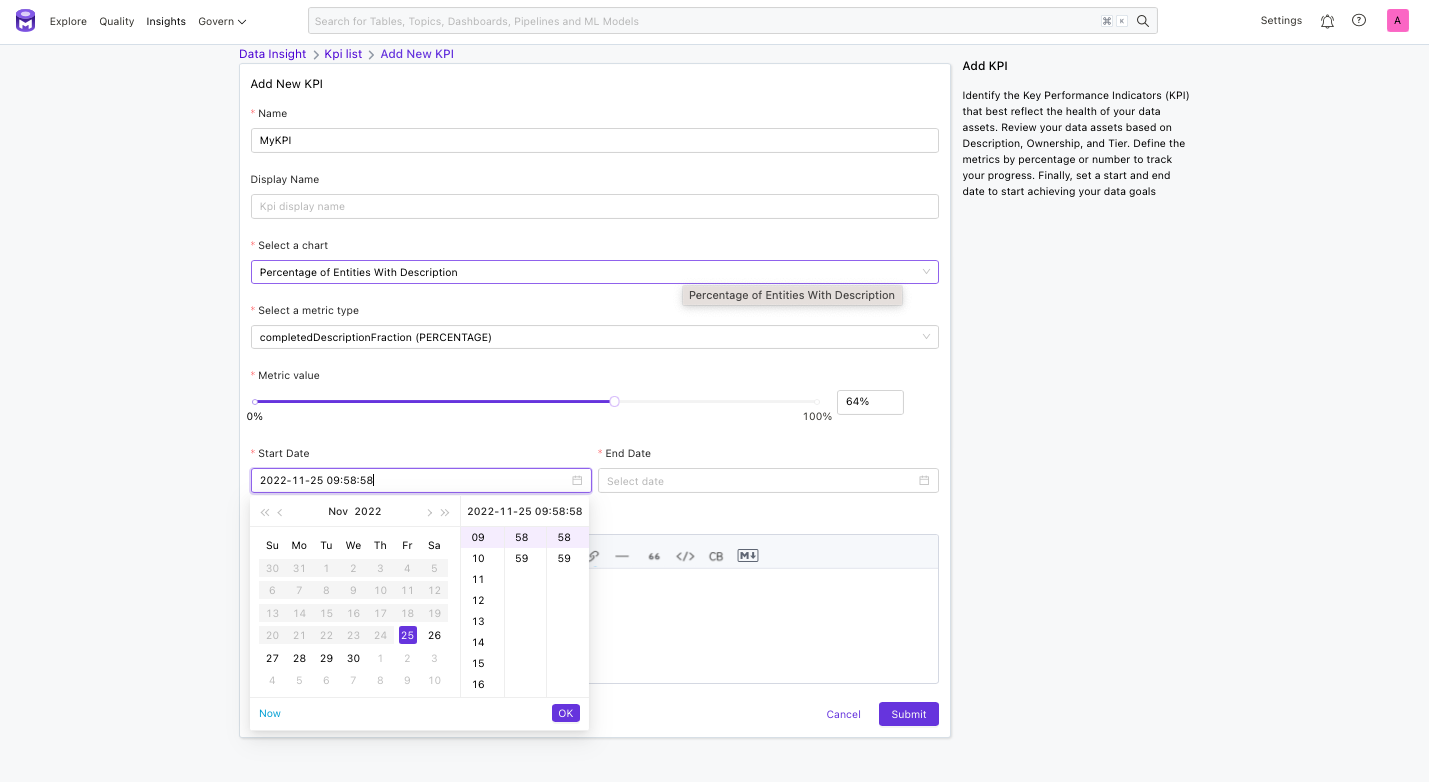 Explore Quality Insights Govern
Search for Tables, Topics, Dashboards, Pipelines and ML Models ⌘ K
Settings A
Data Insight > Kpi list > Add New KPI
Add New KPI
* Name
MyKPI
Display Name
Kpi display name
* Select a chart
Percentage of Entities With Description
Percentage of Entities With Description
* Select a metric type
completedDescriptionFraction (PERCENTAGE)
* Metric value
64%
0% 100%
* Start Date * End Date
2022-11-25 09:58:58 Select date
Nov 2022 2022-11-25 09:58:58
Su Mo Tu We Th Fr Sa
30 31 1 2 3 4 5
6 7 8 9 10 11 12
13 14 15 16 17 18 19
20 21 22 23 24 25 26
27 28 29 30 1 2 3
4 5 6 7 8 9 10
09 58 58
10 59 59
11
12
13
14
15
16
Now OK
— “ </> CB M↓
Cancel Submit
Add KPI
Identify the Key Performance Indicators (KPI)
that best reflect the health of your data
assets. Review your data assets based on
Description, Ownership, and Tier. Define the
metrics by percentage or number to track
your progress. Finally, set a start and end
date to start achieving your data goals